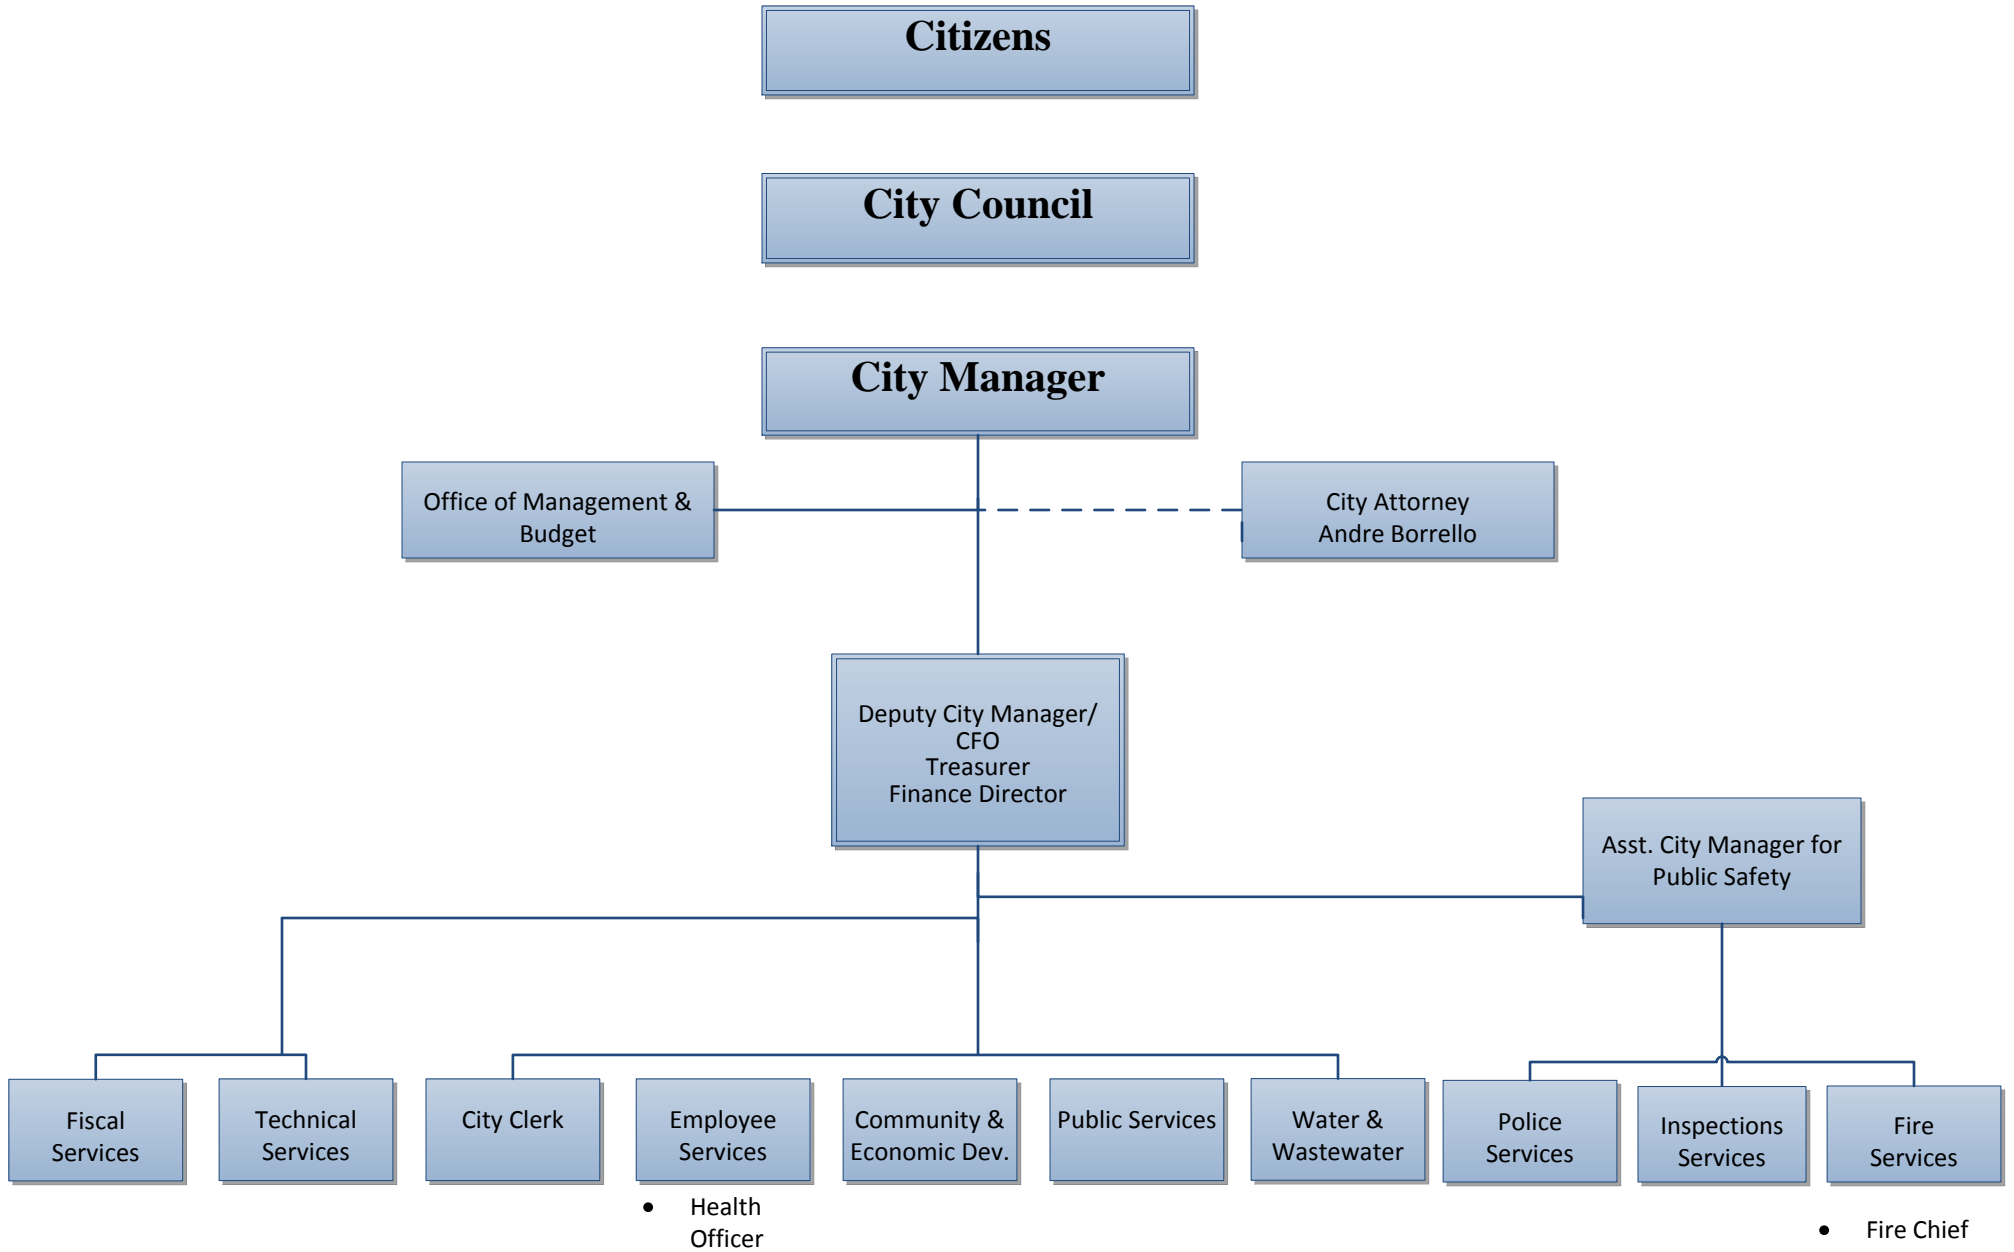 Citizens
City Council
City Manager
Office of Management &
Budget
City Attorney
Andre Borrello
Deputy City Manager/
CFO
Treasurer
Finance Director
Asst. City Manager for
Public Safety
Fiscal
Services
Technical
Services
City Clerk
Employee
Services
Community &
Economic Dev.
Public Services
Water &
Wastewater
Police
Services
Inspections
Services
Fire
Services
• Health
Officer
• Fire Chief